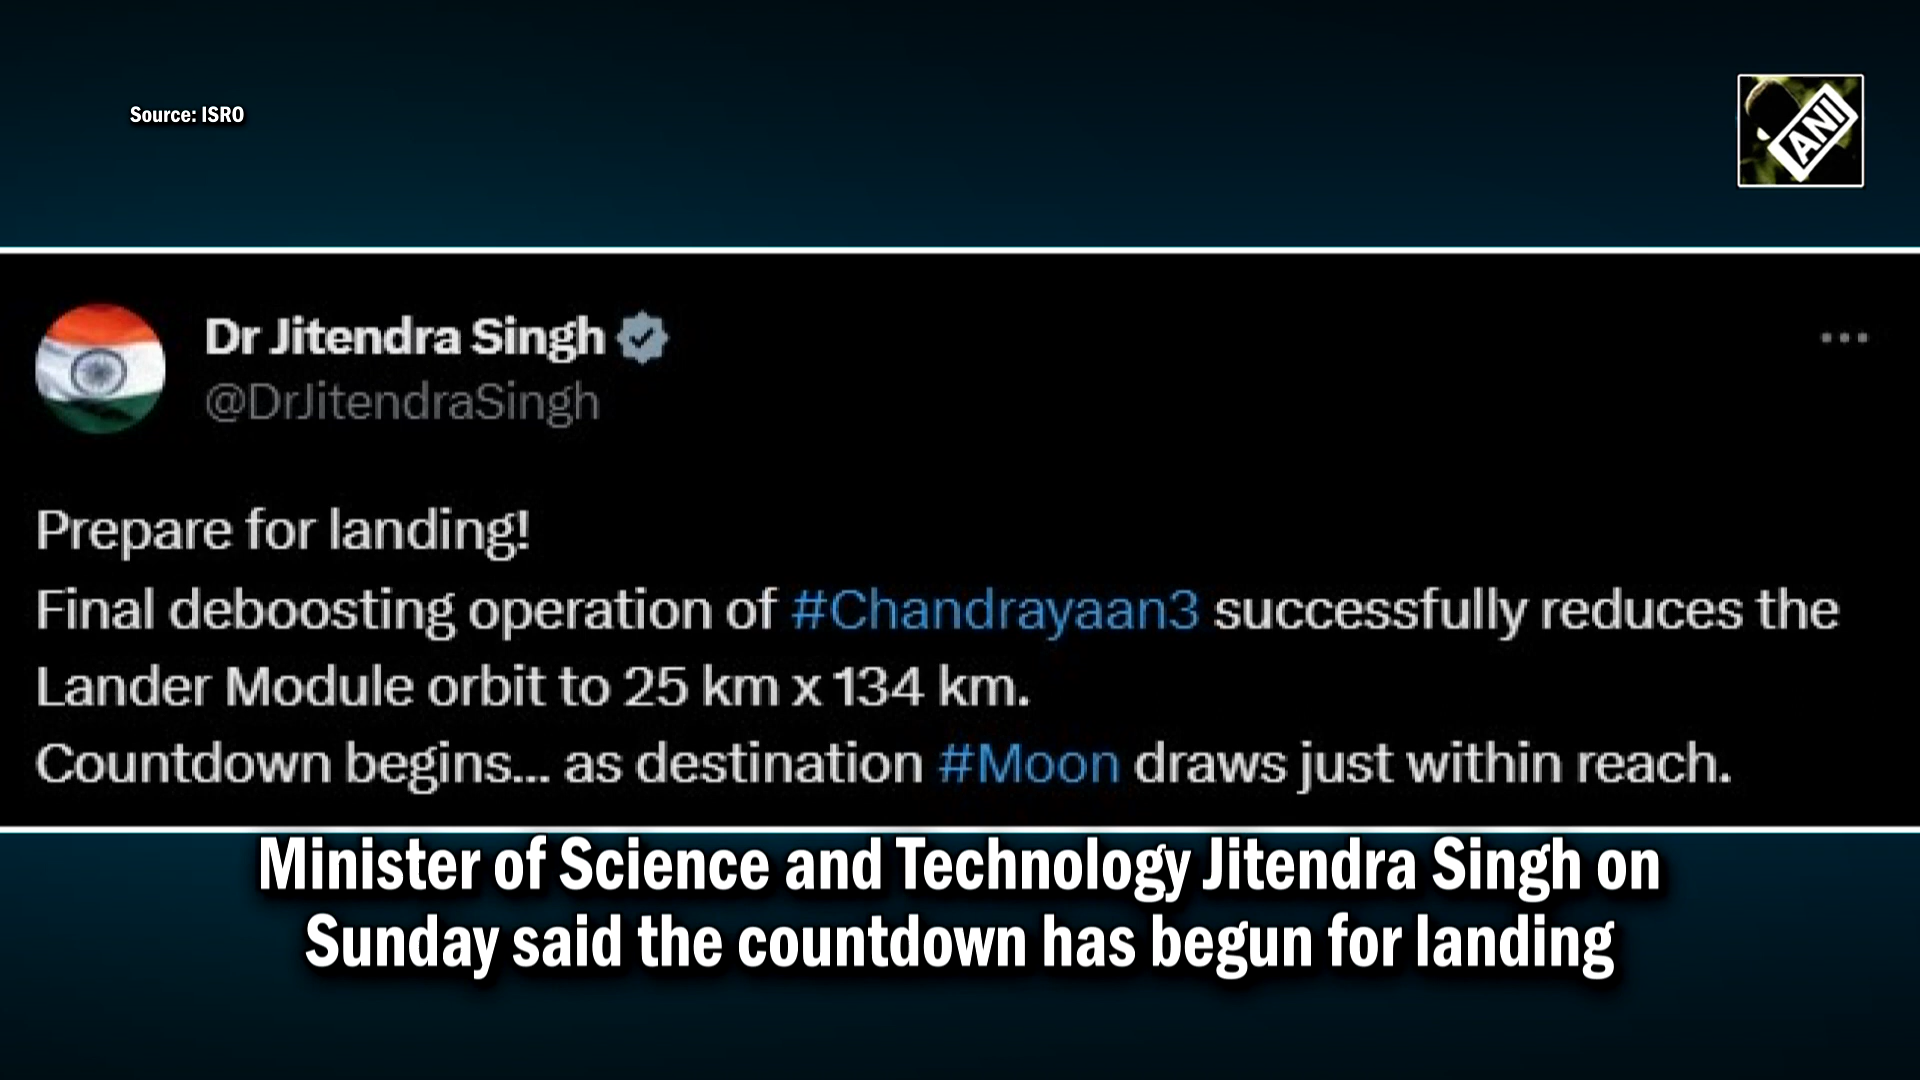 Source: ISRO
ANI
Dr Jitendra Singh
@DrJitendraSingh
Prepare for landing!
Final deboosting operation of #Chandrayaan3 successfully reduces the
Lander Module orbit to 25 km x 134 km.
Countdown begins... as destination #Moon draws just within reach.
Minister of Science and Technology Jitendra Singh on
Sunday said the countdown has begun for landing